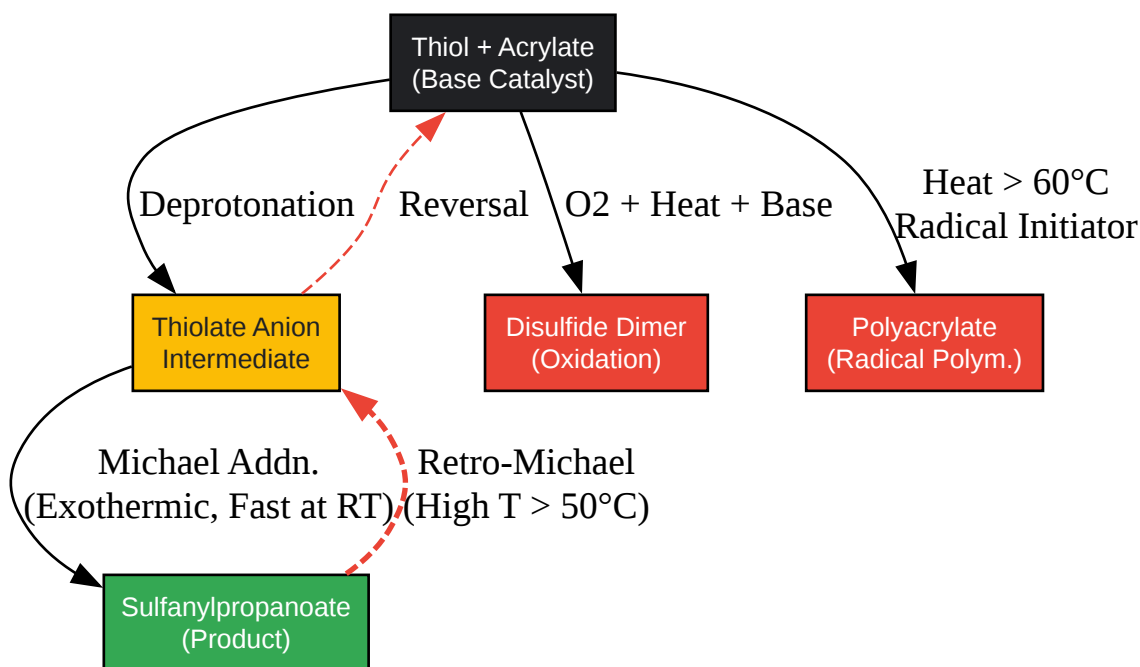 Thiol + Acrylate
(Base Catalyst)
Deprotonation
Reversal
O2 + Heat + Base
Heat > 60°C
Radical Initiator
Thiolate Anion
Intermediate
Disulfide Dimer
(Oxidation)
Polyacrylate
(Radical Polym.)
Michael Addn.
(Exothermic, Fast at RT)
Retro-Michael
(High T > 50°C)
Sulfanylpropanoate
(Product)